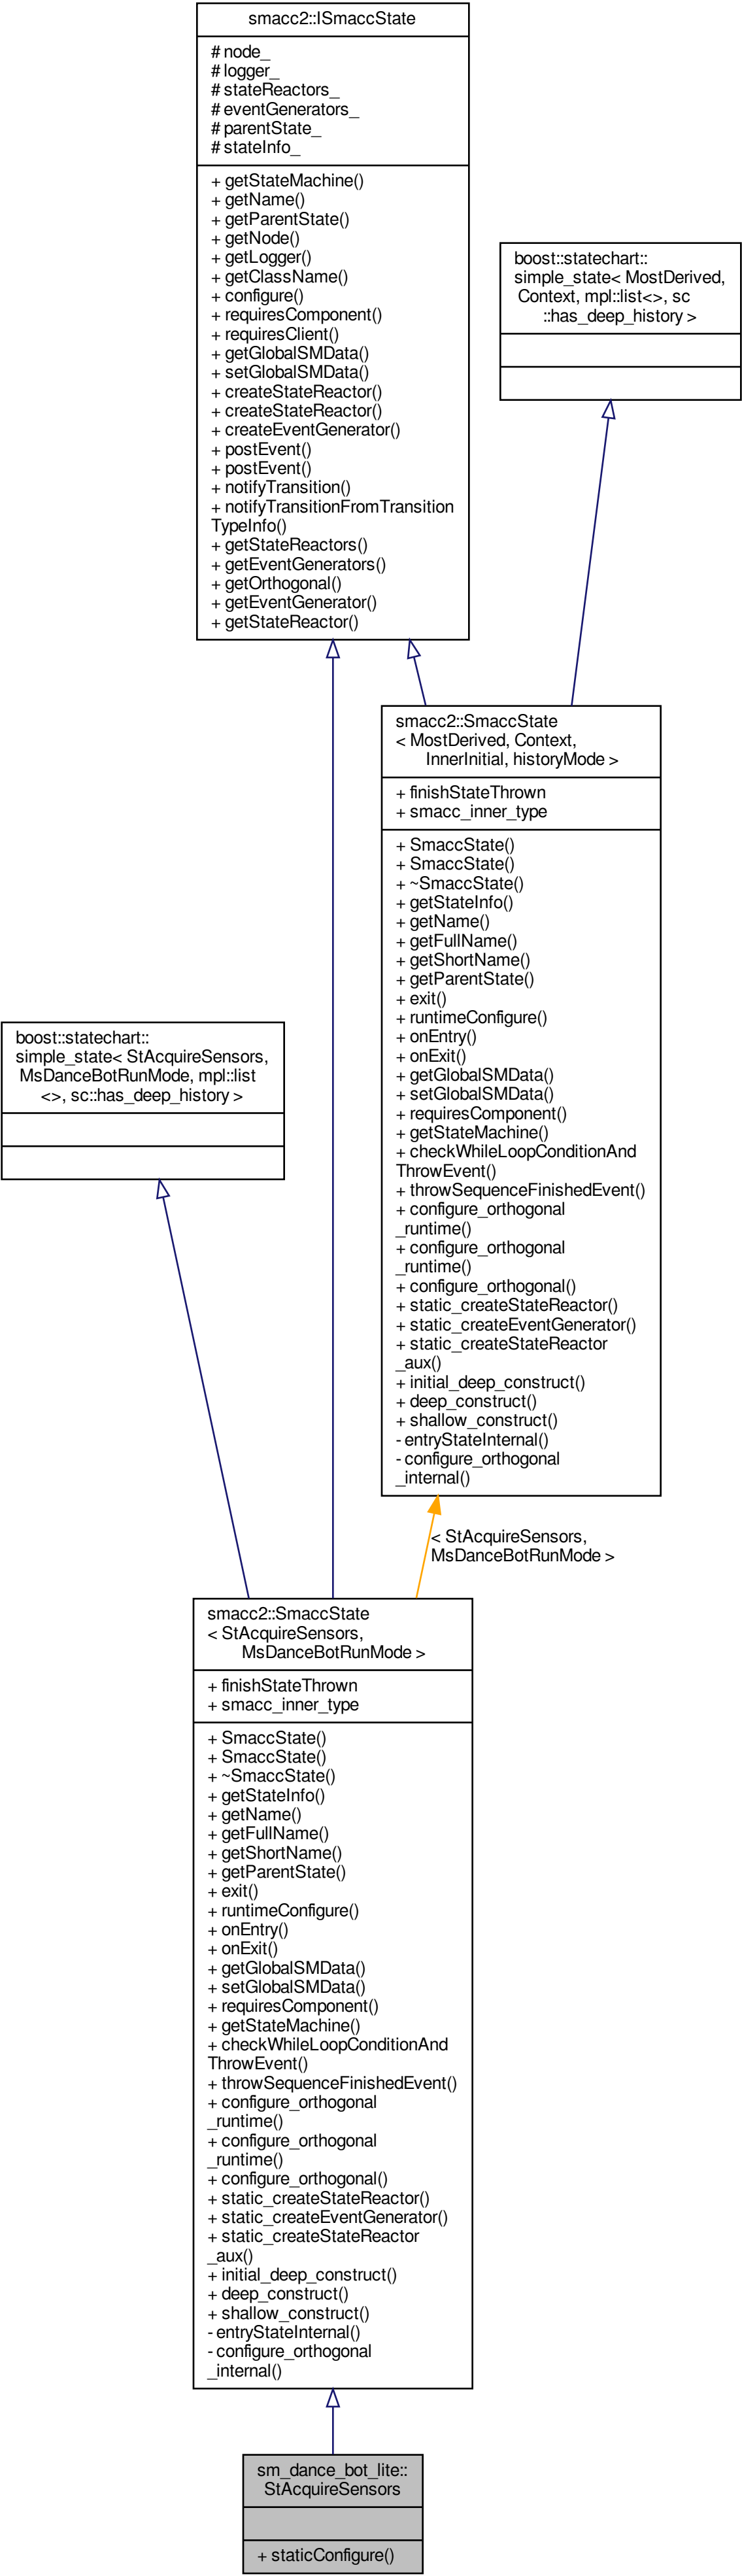 smacc2::ISmaccState
# node_
# logger_
# stateReactors_
# eventGenerators_
# parentState_
# stateInfo_
+ getStateMachine()
+ getName()
+ getParentState()
+ getNode()
+ getLogger()
+ getClassName()
+ configure()
+ requiresComponent()
+ requiresClient()
+ getGlobalSMData()
+ setGlobalSMData()
+ createStateReactor()
+ createStateReactor()
+ createEventGenerator()
+ postEvent()
+ postEvent()
+ notifyTransition()
+ notifyTransitionFromTransition
TypeInfo()
+ getStateReactors()
+ getEventGenerators()
+ getOrthogonal()
+ getEventGenerator()
+ getStateReactor()
boost::statechart::
simple_state< MostDerived,
Context, mpl::list<>, sc
::has_deep_history >
smacc2::SmaccState
< MostDerived, Context,
InnerInitial, historyMode >
+ finishStateThrown
+ smacc_inner_type
+ SmaccState()
+ SmaccState()
+ ~SmaccState()
+ getStateInfo()
+ getName()
+ getFullName()
+ getShortName()
+ getParentState()
+ exit()
+ runtimeConfigure()
+ onEntry()
+ onExit()
+ getGlobalSMData()
+ setGlobalSMData()
+ requiresComponent()
+ getStateMachine()
+ checkWhileLoopConditionAnd
ThrowEvent()
+ throwSequenceFinishedEvent()
+ configure_orthogonal
_runtime()
+ configure_orthogonal
_runtime()
+ configure_orthogonal()
+ static_createStateReactor()
+ static_createEventGenerator()
+ static_createStateReactor
_aux()
+ initial_deep_construct()
+ deep_construct()
+ shallow_construct()
- entryStateInternal()
- configure_orthogonal
_internal()
boost::statechart::
simple_state< StAcquireSensors,
MsDanceBotRunMode, mpl::list
<>, sc::has_deep_history >
< StAcquireSensors,
MsDanceBotRunMode >
smacc2::SmaccState
< StAcquireSensors,
MsDanceBotRunMode >
+ finishStateThrown
+ smacc_inner_type
+ SmaccState()
+ SmaccState()
+ ~SmaccState()
+ getStateInfo()
+ getName()
+ getFullName()
+ getShortName()
+ getParentState()
+ exit()
+ runtimeConfigure()
+ onEntry()
+ onExit()
+ getGlobalSMData()
+ setGlobalSMData()
+ requiresComponent()
+ getStateMachine()
+ checkWhileLoopConditionAnd
ThrowEvent()
+ throwSequenceFinishedEvent()
+ configure_orthogonal
_runtime()
+ configure_orthogonal
_runtime()
+ configure_orthogonal()
+ static_createStateReactor()
+ static_createEventGenerator()
+ static_createStateReactor
_aux()
+ initial_deep_construct()
+ deep_construct()
+ shallow_construct()
- entryStateInternal()
- configure_orthogonal
_internal()
sm_dance_bot_lite::
StAcquireSensors
+ staticConfigure()